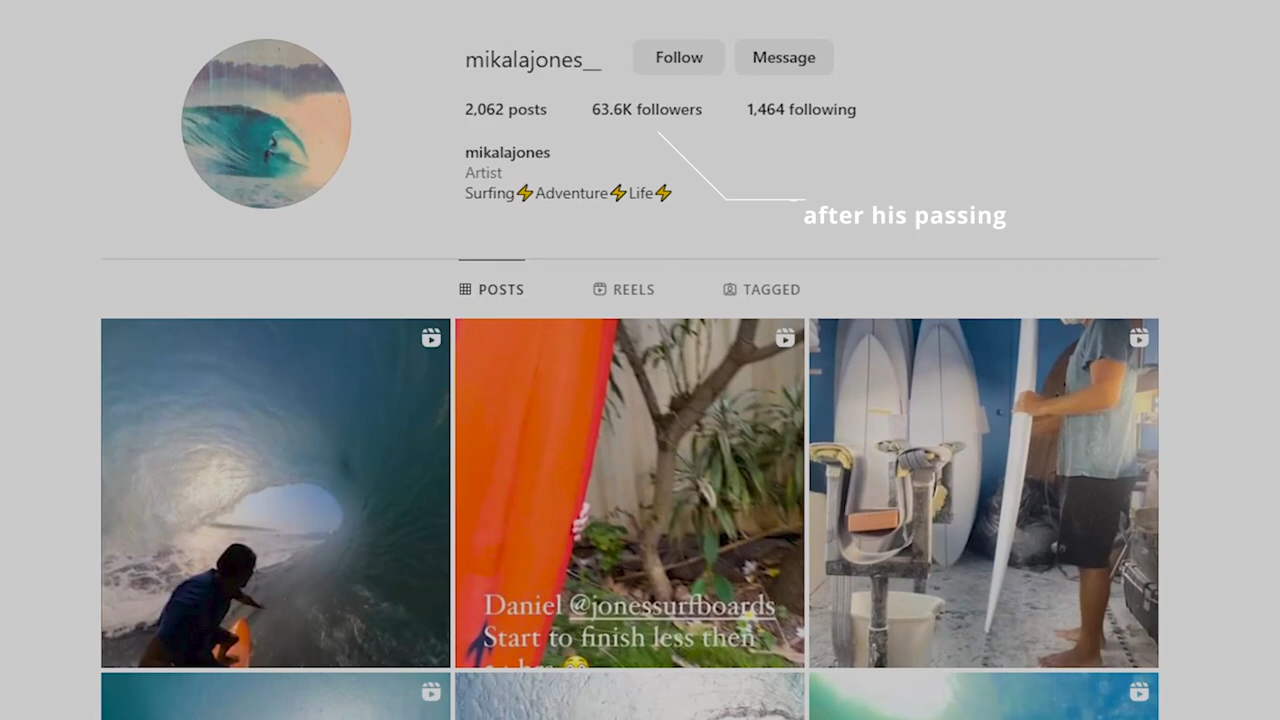 mikalajones__
Follow
Message
2,062 posts
63.6K followers
1,464 following
mikalajones
Artist
Surfing⚡Adventure⚡Life⚡
after his passing
POSTS
REELS
TAGGED
Daniel @jonessurfboards
Start to finish less then